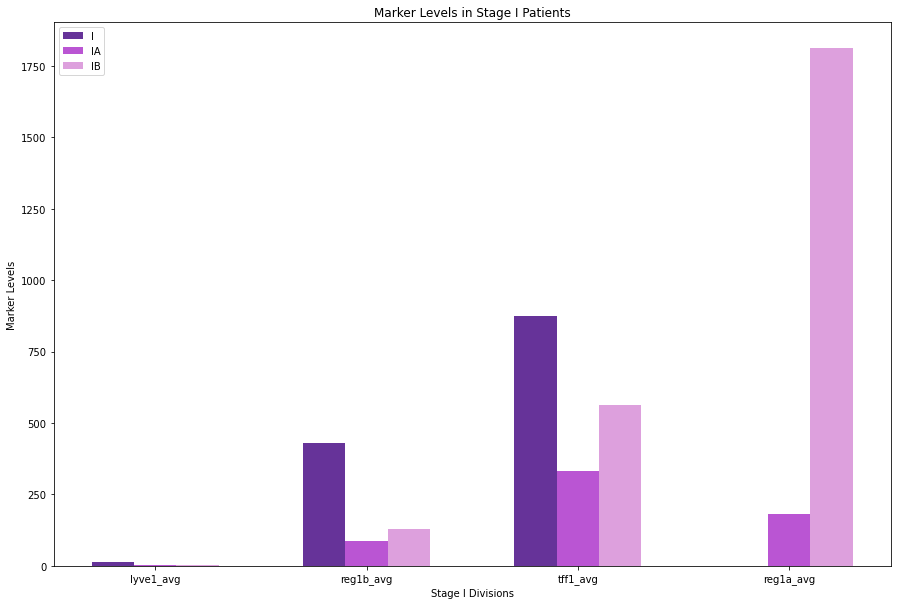 Marker Levels in Stage I Patients
I
IA
IB
Marker Levels
1750
1500
1250
1000
750
500
250
0
lyve1_avg
reg1b_avg
tff1_avg
reg1a_avg
Stage I Divisions